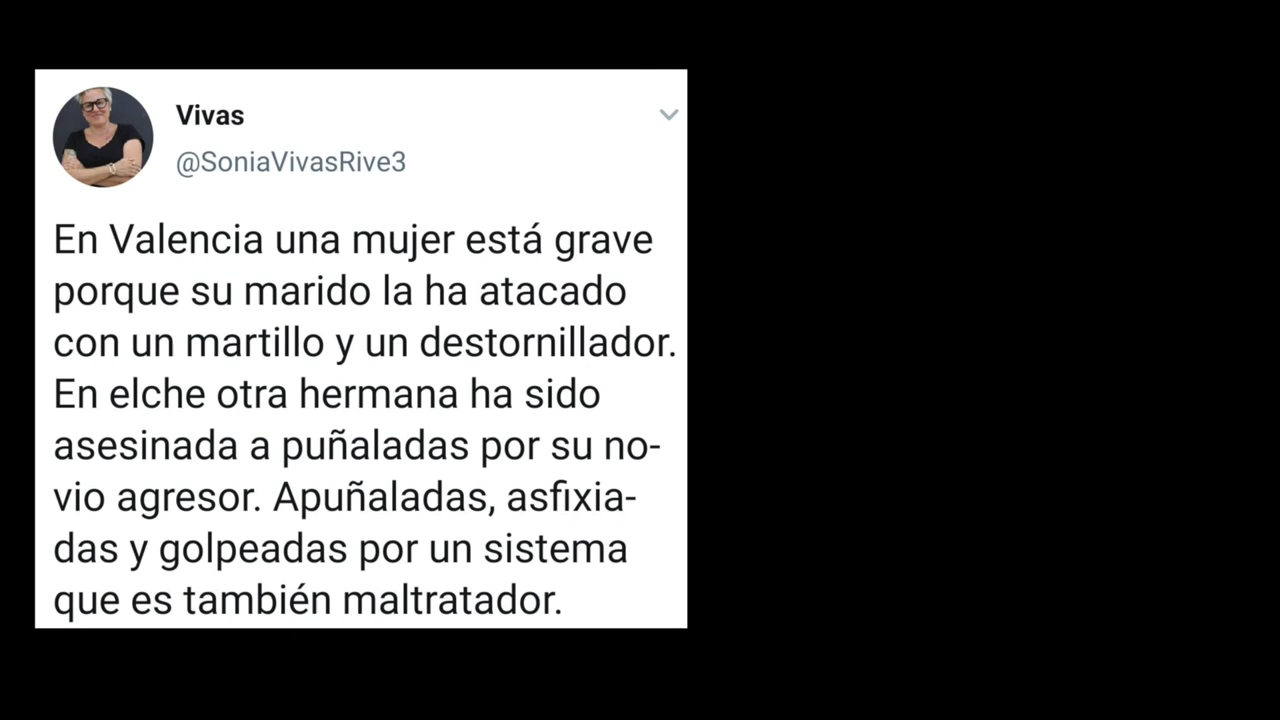 Vivas
@SoniaVivasRive3
En Valencia una mujer está grave
porque su marido la ha atacado
con un martillo y un destornillador.
En elche otra hermana ha sido
asesinada a puñaladas por su no-
vio agresor. Apuñaladas, asfixia-
das y golpeadas por un sistema
que es también maltratador.